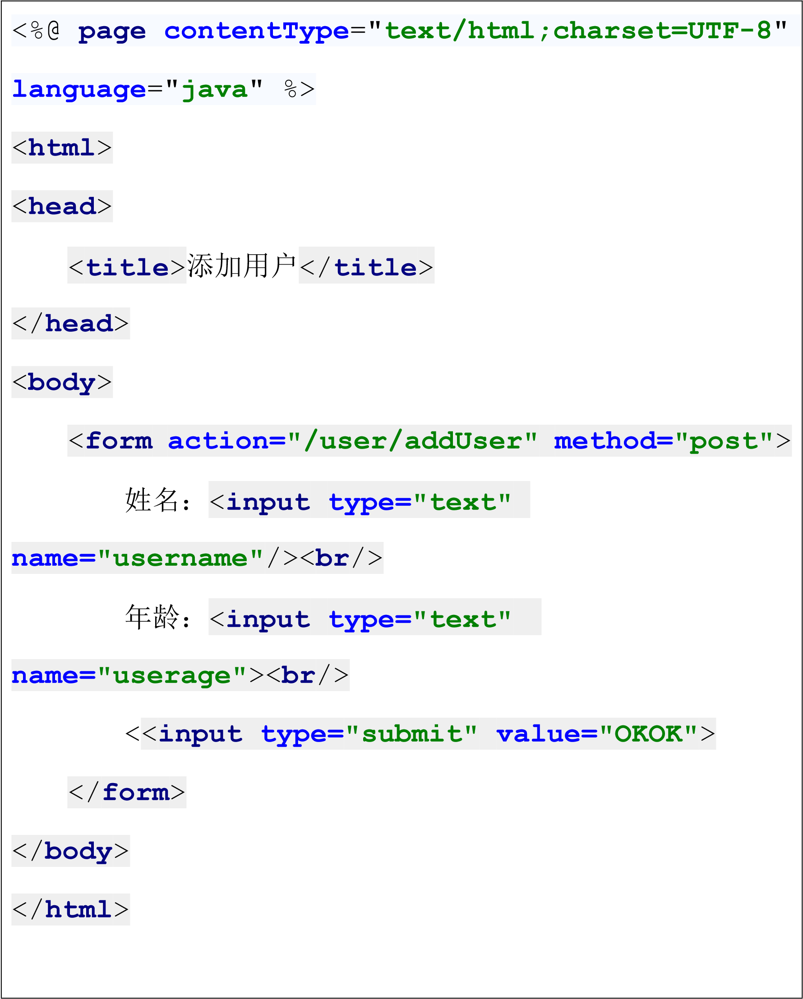 <%@ page contentType="text/html;charset=UTF-8"
language="java" %>
<html>
<head>
<title>添加用户</title>
</head>
<body>
<form action="/user/addUser" method="post">
姓名：<input type="text"
name="username"/><br/>
年龄：<input type="text"
name="userage"><br/>
<<input type="submit" value="OKOK">
</form>
</body>
</html>